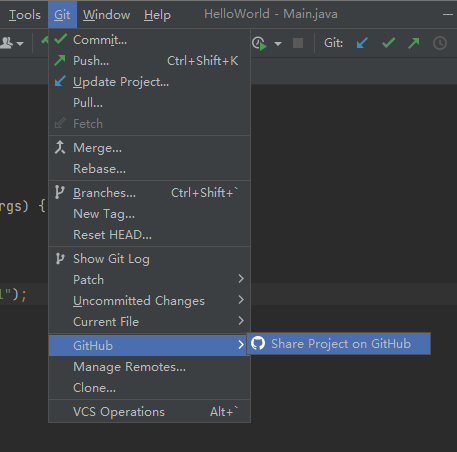 Tools Git Window Help HelloWorld - Main.java
Commit... Git:
Push... Ctrl+Shift+K
Update Project...
Pull...
Fetch
Merge...
Rebase...
Branches... Ctrl+Shift+`
rgs) {
New Tag...
Reset HEAD...
Show Git Log
Patch
l");
Uncommitted Changes
Current File
GitHub Share Project on GitHub
Manage Remotes...
Clone...
VCS Operations Alt+`